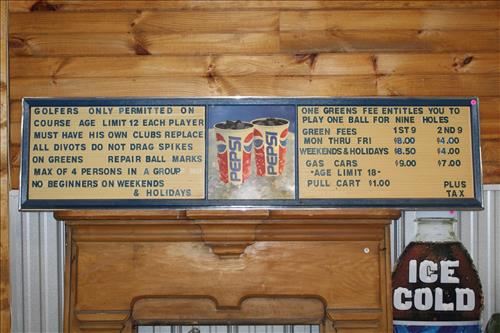 GOLFERS ONLY PERMITTED ON
COURSE AGE LIMIT 12 EACH PLAYER
MUST HAVE HIS OWN CLUBS REPLACE
ALL DIVOTS DO NOT DRAG SPIKES
ON GREENS REPAIR BALL MARKS
MAX OF 4 PERSONS IN A GROUP
NO BEGINNERS ON WEEKENDS
& HOLIDAYS
PEPSI
PEPSI
ONE GREENS FEE ENTITLES YOU TO
PLAY ONE BALL FOR NINE HOLES
GREEN FEES 1ST 9 2ND 9
MON THRU FRI $8.00 $4.00
WEEKENDS & HOLIDAYS $8.50 $4.00
GAS CARS $9.00 $7.00
"AGE LIMIT 18"
PULL CART $1.00 PLUS
TAX
ICE
COLD